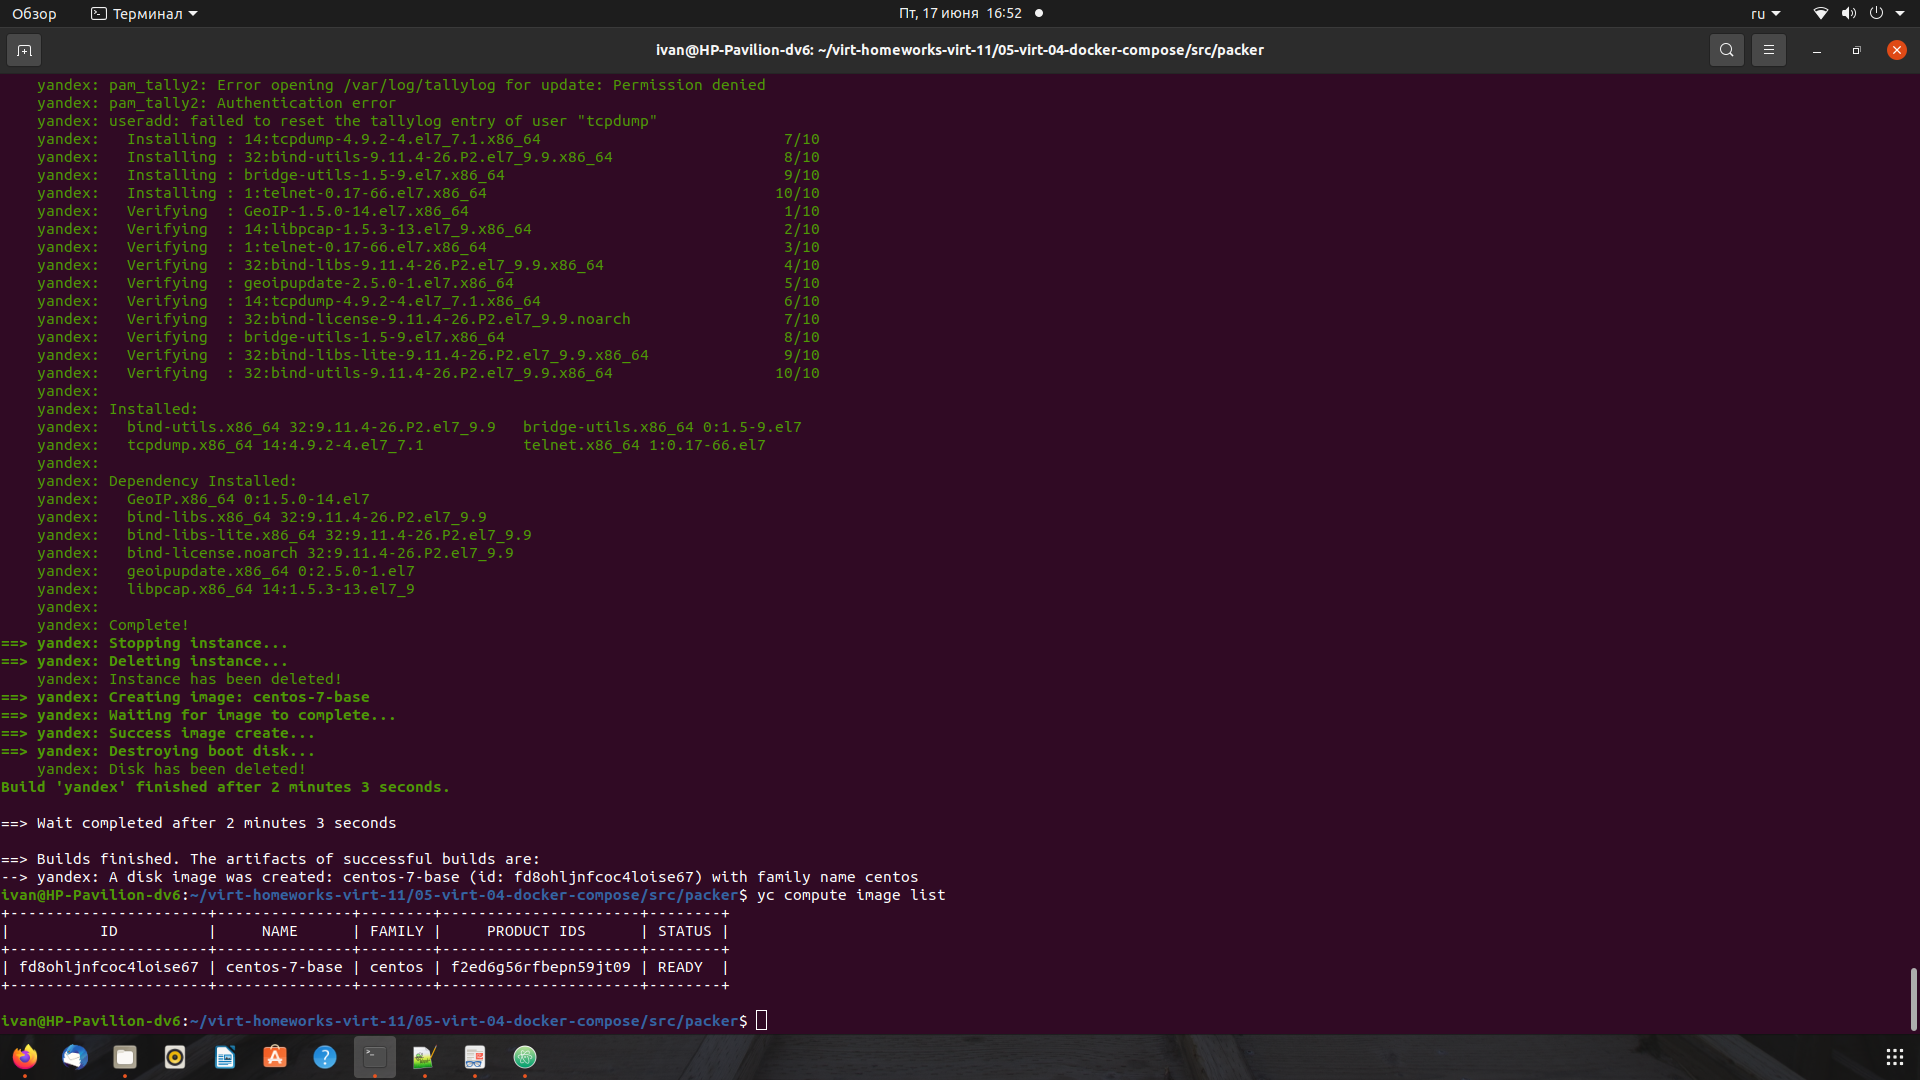 Обзор
Терминал
Пт, 17 июня 16:52
ru
ivan@HP-Pavilion-dv6: ~/virt-homeworks-virt-11/05-virt-04-docker-compose/src/packer
yandex: pam_tally2: Error opening /var/log/tallylog for update: Permission denied
yandex: pam_tally2: Authentication error
yandex: useradd: failed to reset the tallylog entry of user "tcpdump"
yandex:   Installing : 14:tcpdump-4.9.2-4.el7_7.1.x86_64 7/10
yandex:   Installing : 32:bind-utils-9.11.4-26.P2.el7_9.9.x86_64 8/10
yandex:   Installing : bridge-utils-1.5-9.el7.x86_64 9/10
yandex:   Installing : 1:telnet-0.17-66.el7.x86_64 10/10
yandex:   Verifying  : GeoIP-1.5.0-14.el7.x86_64 1/10
yandex:   Verifying  : 14:libpcap-1.5.3-13.el7_9.x86_64 2/10
yandex:   Verifying  : 1:telnet-0.17-66.el7.x86_64 3/10
yandex:   Verifying  : 32:bind-libs-9.11.4-26.P2.el7_9.9.x86_64 4/10
yandex:   Verifying  : geoipupdate-2.5.0-1.el7.x86_64 5/10
yandex:   Verifying  : 14:tcpdump-4.9.2-4.el7_7.1.x86_64 6/10
yandex:   Verifying  : 32:bind-license-9.11.4-26.P2.el7_9.9.noarch 7/10
yandex:   Verifying  : bridge-utils-1.5-9.el7.x86_64 8/10
yandex:   Verifying  : 32:bind-libs-lite-9.11.4-26.P2.el7_9.9.x86_64 9/10
yandex:   Verifying  : 32:bind-utils-9.11.4-26.P2.el7_9.9.x86_64 10/10
yandex:
yandex: Installed:
yandex:   bind-utils.x86_64 32:9.11.4-26.P2.el7_9.9   bridge-utils.x86_64 0:1.5-9.el7
yandex:   tcpdump.x86_64 14:4.9.2-4.el7_7.1           telnet.x86_64 1:0.17-66.el7
yandex:
yandex: Dependency Installed:
yandex:   GeoIP.x86_64 0:1.5.0-14.el7
yandex:   bind-libs.x86_64 32:9.11.4-26.P2.el7_9.9
yandex:   bind-libs-lite.x86_64 32:9.11.4-26.P2.el7_9.9
yandex:   bind-license.noarch 32:9.11.4-26.P2.el7_9.9
yandex:   geoipupdate.x86_64 0:2.5.0-1.el7
yandex:   libpcap.x86_64 14:1.5.3-13.el7_9
yandex:
yandex: Complete!
==> yandex: Stopping instance...
==> yandex: Deleting instance...
yandex: Instance has been deleted!
==> yandex: Creating image: centos-7-base
==> yandex: Waiting for image to complete...
==> yandex: Success image create...
==> yandex: Destroying boot disk...
yandex: Disk has been deleted!
Build 'yandex' finished after 2 minutes 3 seconds.
==> Wait completed after 2 minutes 3 seconds
==> Builds finished. The artifacts of successful builds are:
--> yandex: A disk image was created: centos-7-base (id: fd8ohljnfcoc4loise67) with family name centos
ivan@HP-Pavilion-dv6:~/virt-homeworks-virt-11/05-virt-04-docker-compose/src/packer$ yc compute image list
+----------------------+---------------+--------+----------------------+--------+
|          ID          |     NAME      | FAMILY |     PRODUCT IDS      | STATUS |
+----------------------+---------------+--------+----------------------+--------+
| fd8ohljnfcoc4loise67 | centos-7-base | centos | f2ed6g56rfbepn59jt09 | READY  |
+----------------------+---------------+--------+----------------------+--------+
ivan@HP-Pavilion-dv6:~/virt-homeworks-virt-11/05-virt-04-docker-compose/src/packer$